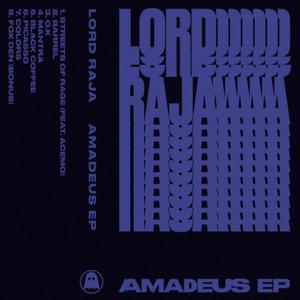 LORD
RAJA
AMADEUS EP
LORD RAJA AMADEUS EP
1. STREETS OF RAGE (FEAT. ACEMO)
2. BARREL
3. O.K
4. MANTRA
5. BLACK COFFEE
6. PICASSO
7. COLORS
8. FOX DEN (BONUS)